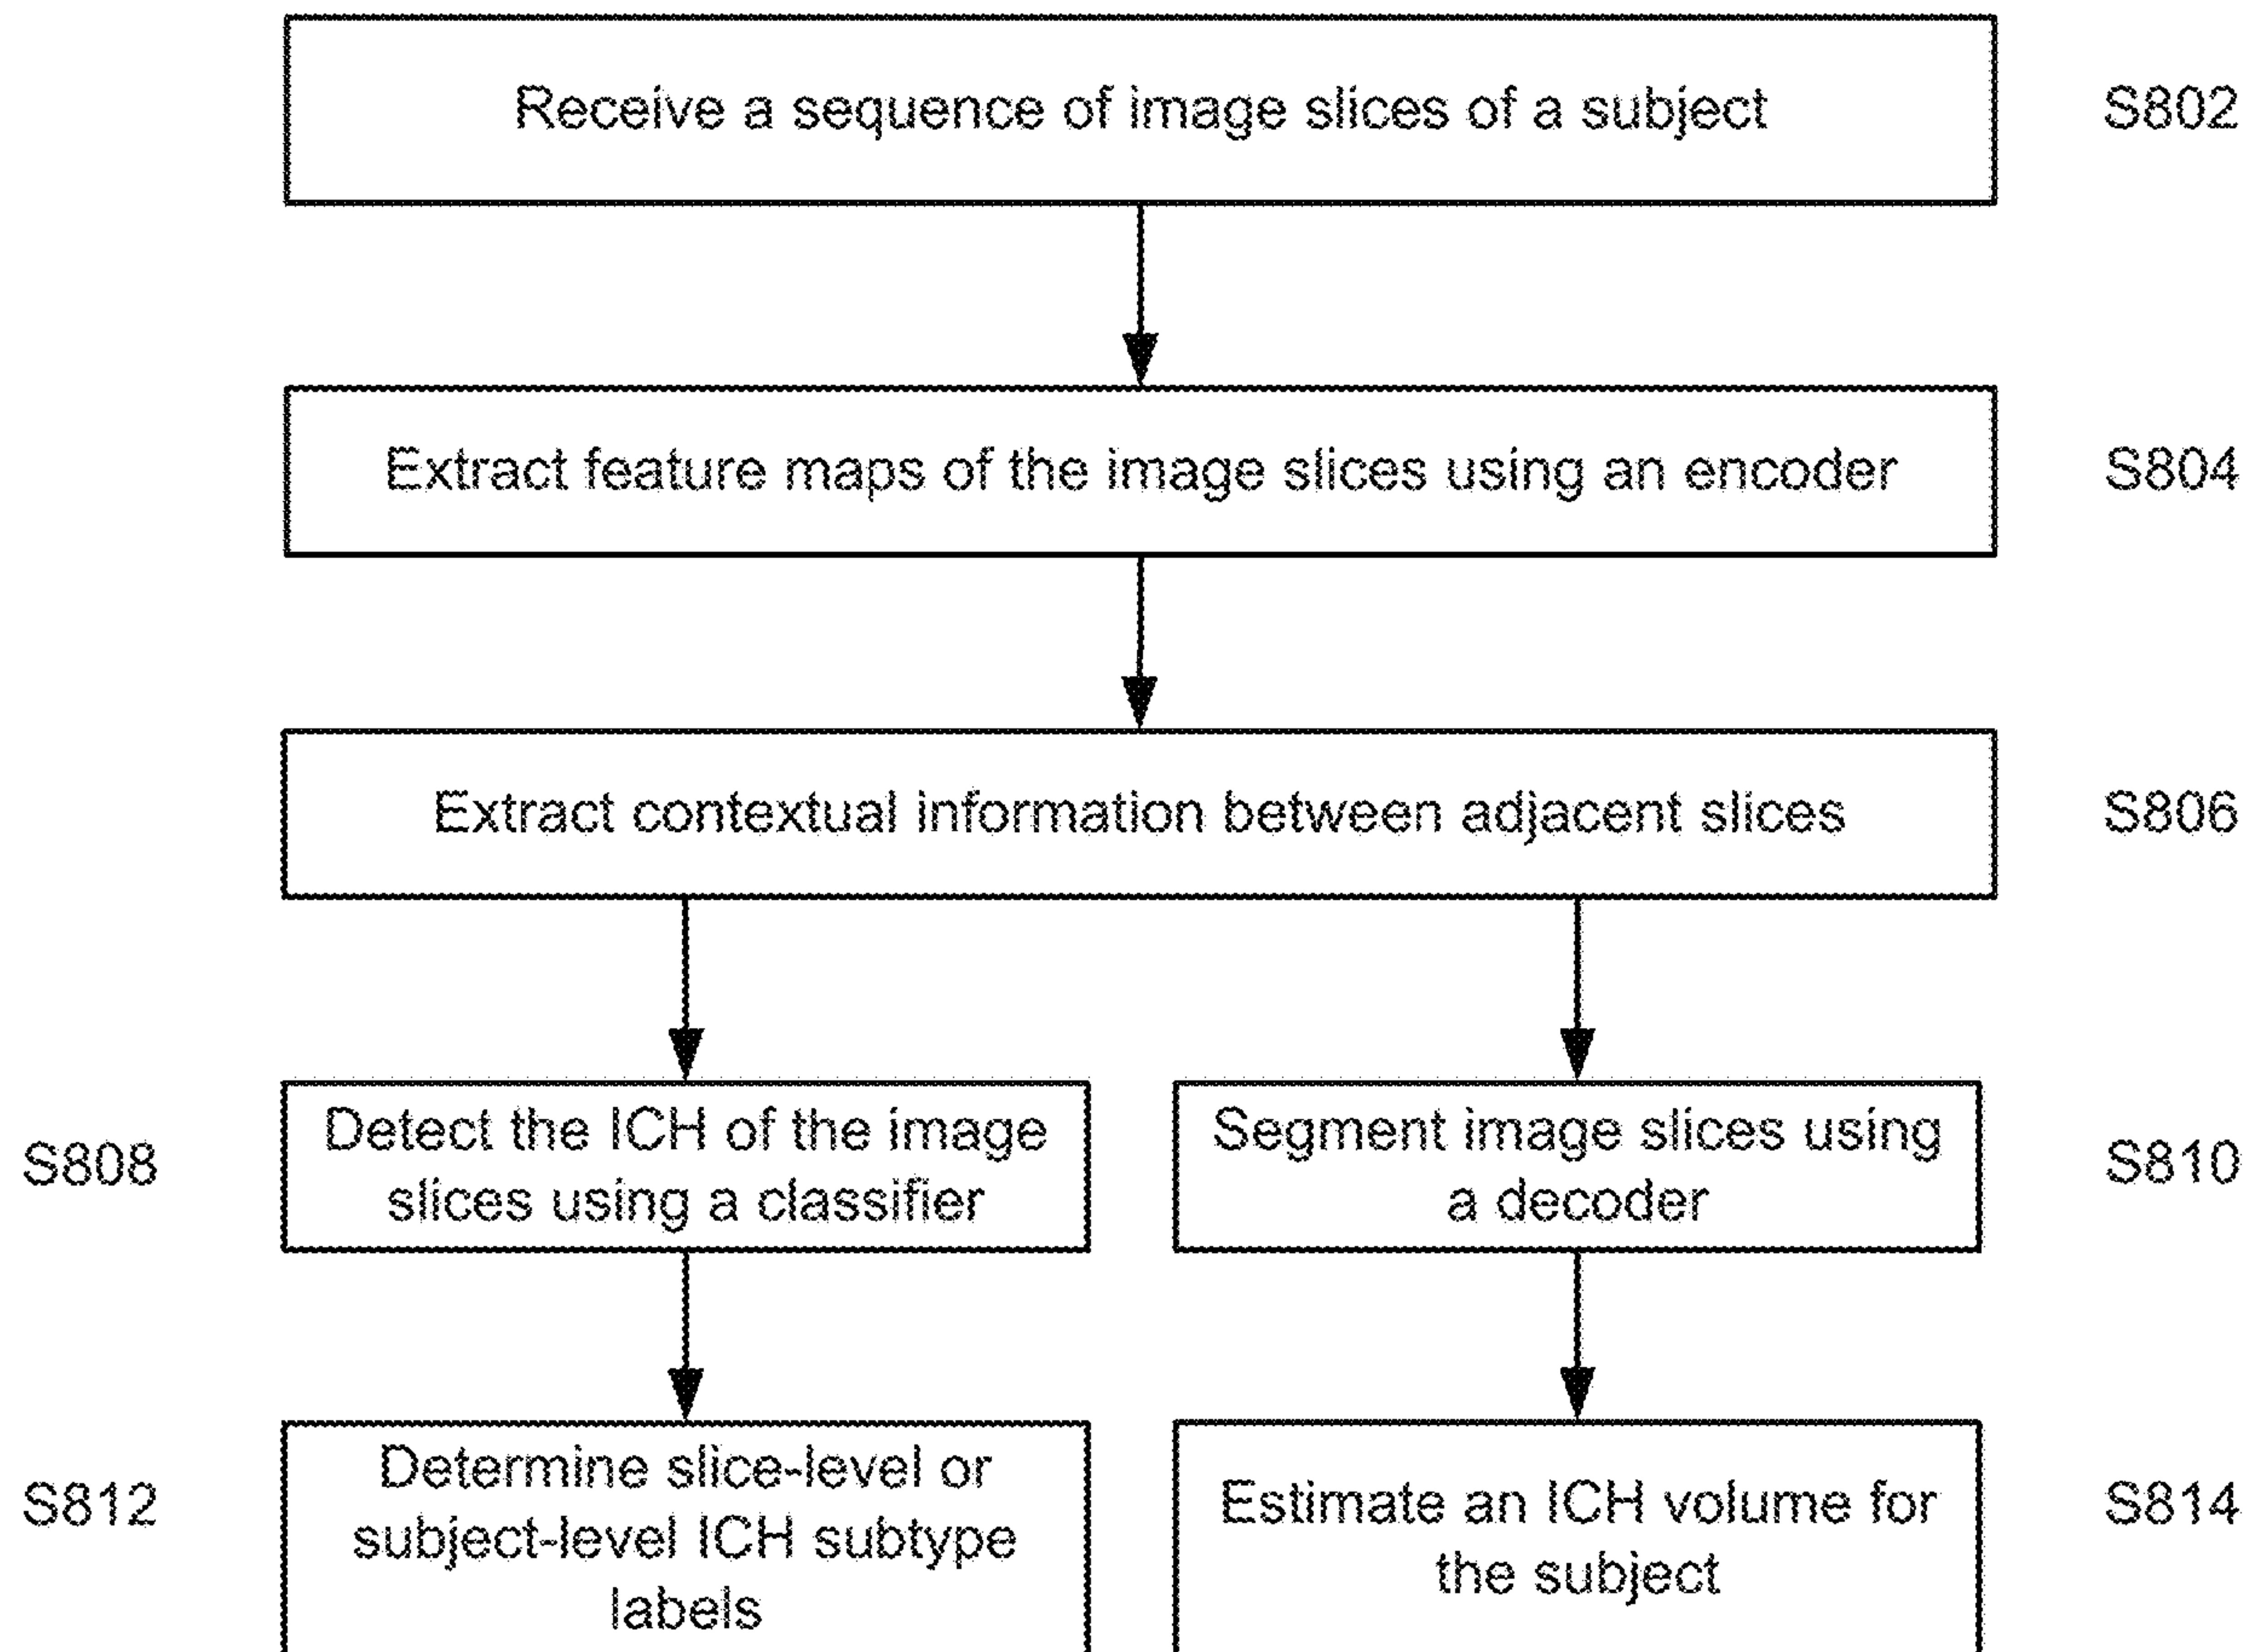 Receive a sequence of image slices of a subject
S802
Extract feature maps of the image slices using an encoder
S804
Extract contextual information between adjacent slices
S806
S808
Detect the ICH of the image
slices using a classifier
Segment image slices using
a decoder
S810
S812
Determine slice-level or
subject-level ICH subtype
labels
Estimate an ICH volume for
the subject
S814